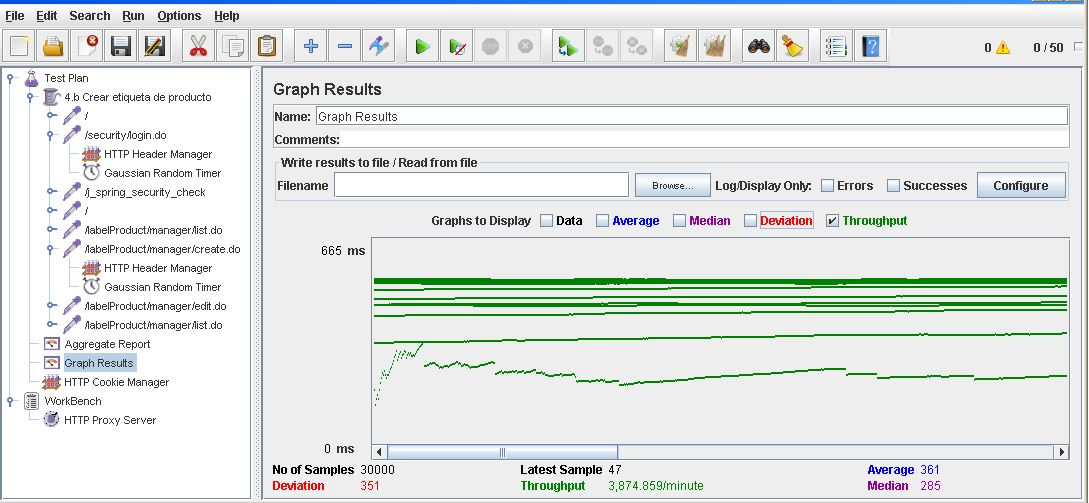 File Edit Search Run Options Help
0 0 / 50
Test Plan
4.b Crear etiqueta de producto
/
/security/login.do
HTTP Header Manager
Gaussian Random Timer
/j_spring_security_check
/
/labelProduct/manager/list.do
/labelProduct/manager/create.do
HTTP Header Manager
Gaussian Random Timer
/labelProduct/manager/edit.do
/labelProduct/manager/list.do
Aggregate Report
Graph Results
HTTP Cookie Manager
WorkBench
HTTP Proxy Server
Graph Results
Name: Graph Results
Comments:
Write results to file / Read from file
Filename Browse... Log/Display Only: Errors Successes Configure
Graphs to Display Data Average Median Deviation Throughput
665 ms
0 ms
No of Samples 30000 Latest Sample 47 Average 361
Deviation 351 Throughput 3,874.859/minute Median 285